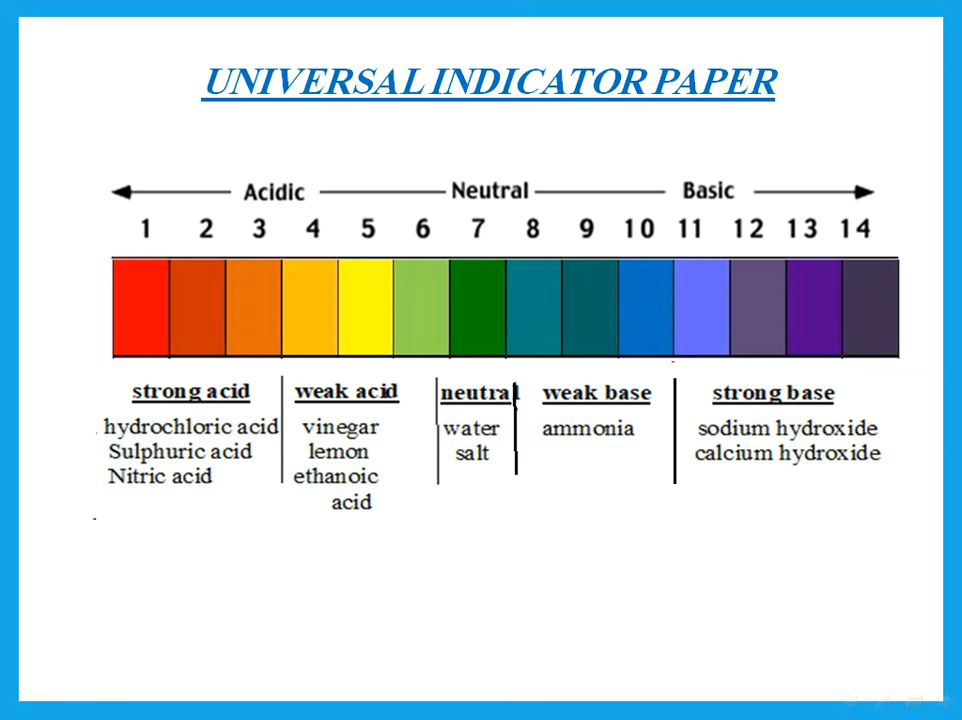 UNIVERSAL INDICATOR PAPER
Acidic Neutral Basic
1 2 3 4 5 6 7 8 9 10 11 12 13 14
strong acid weak acid neutral weak base strong base
hydrochloric acid vinegar water ammonia sodium hydroxide
Sulphuric acid lemon salt calcium hydroxide
Nitric acid ethanoic
acid